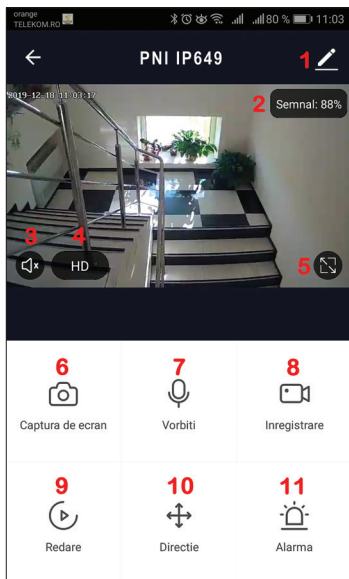 orange
TELEKOM.RO
80 % 11:03
PNI IP649
1
2019-12-18 11:03:17
2
Semnal: 88%
3
4
HD
5
6
7
8
Captura de ecran
Vorbiti
Inregistrare
9
10
11
Redare
Directie
Alarma